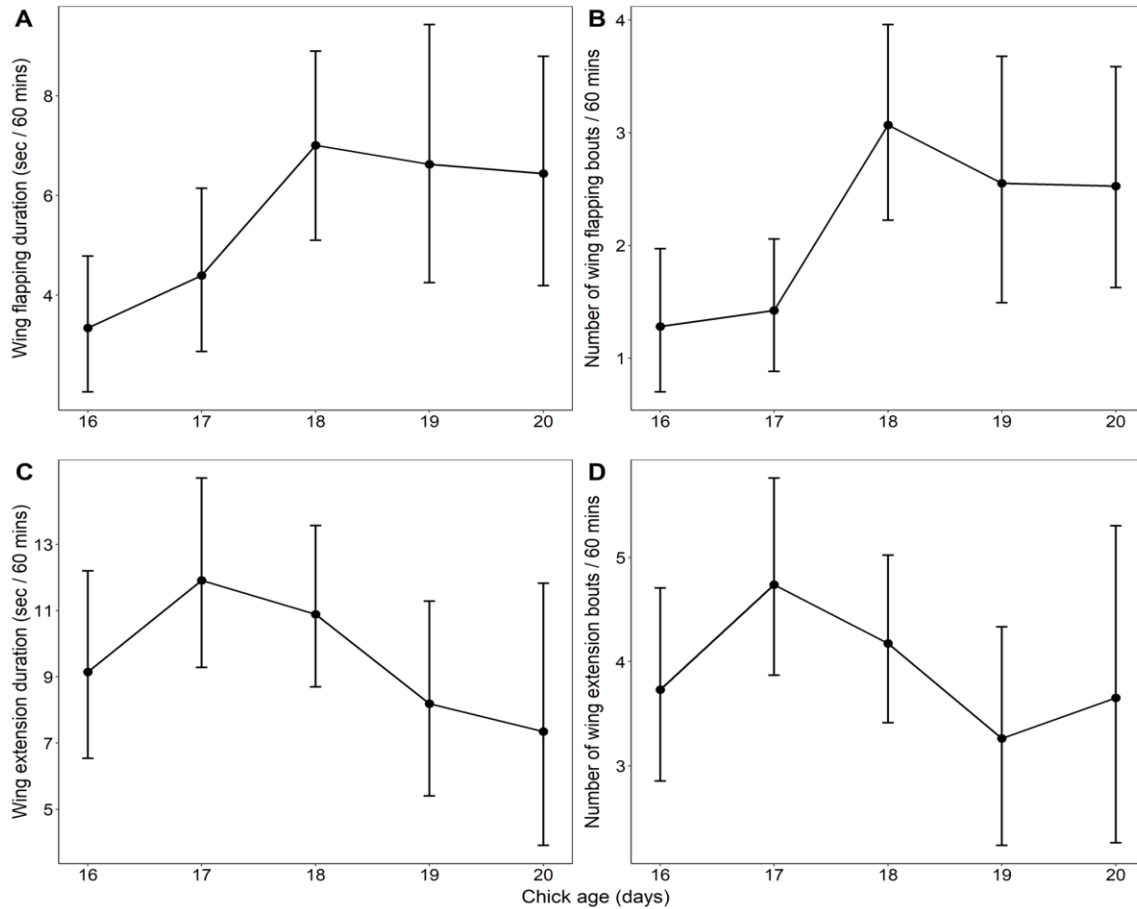 A
Wing flapping duration (sec / 60 mins)
8
6
4
16 17 18 19 20
B
Number of wing flapping bouts / 60 mins
4
3
2
1
16 17 18 19 20
C
Wing extension duration (sec / 60 mins)
13
11
9
7
5
16 17 18 19 20
D
Number of wing extension bouts / 60 mins
5
4
3
16 17 18 19 20
Chick age (days)